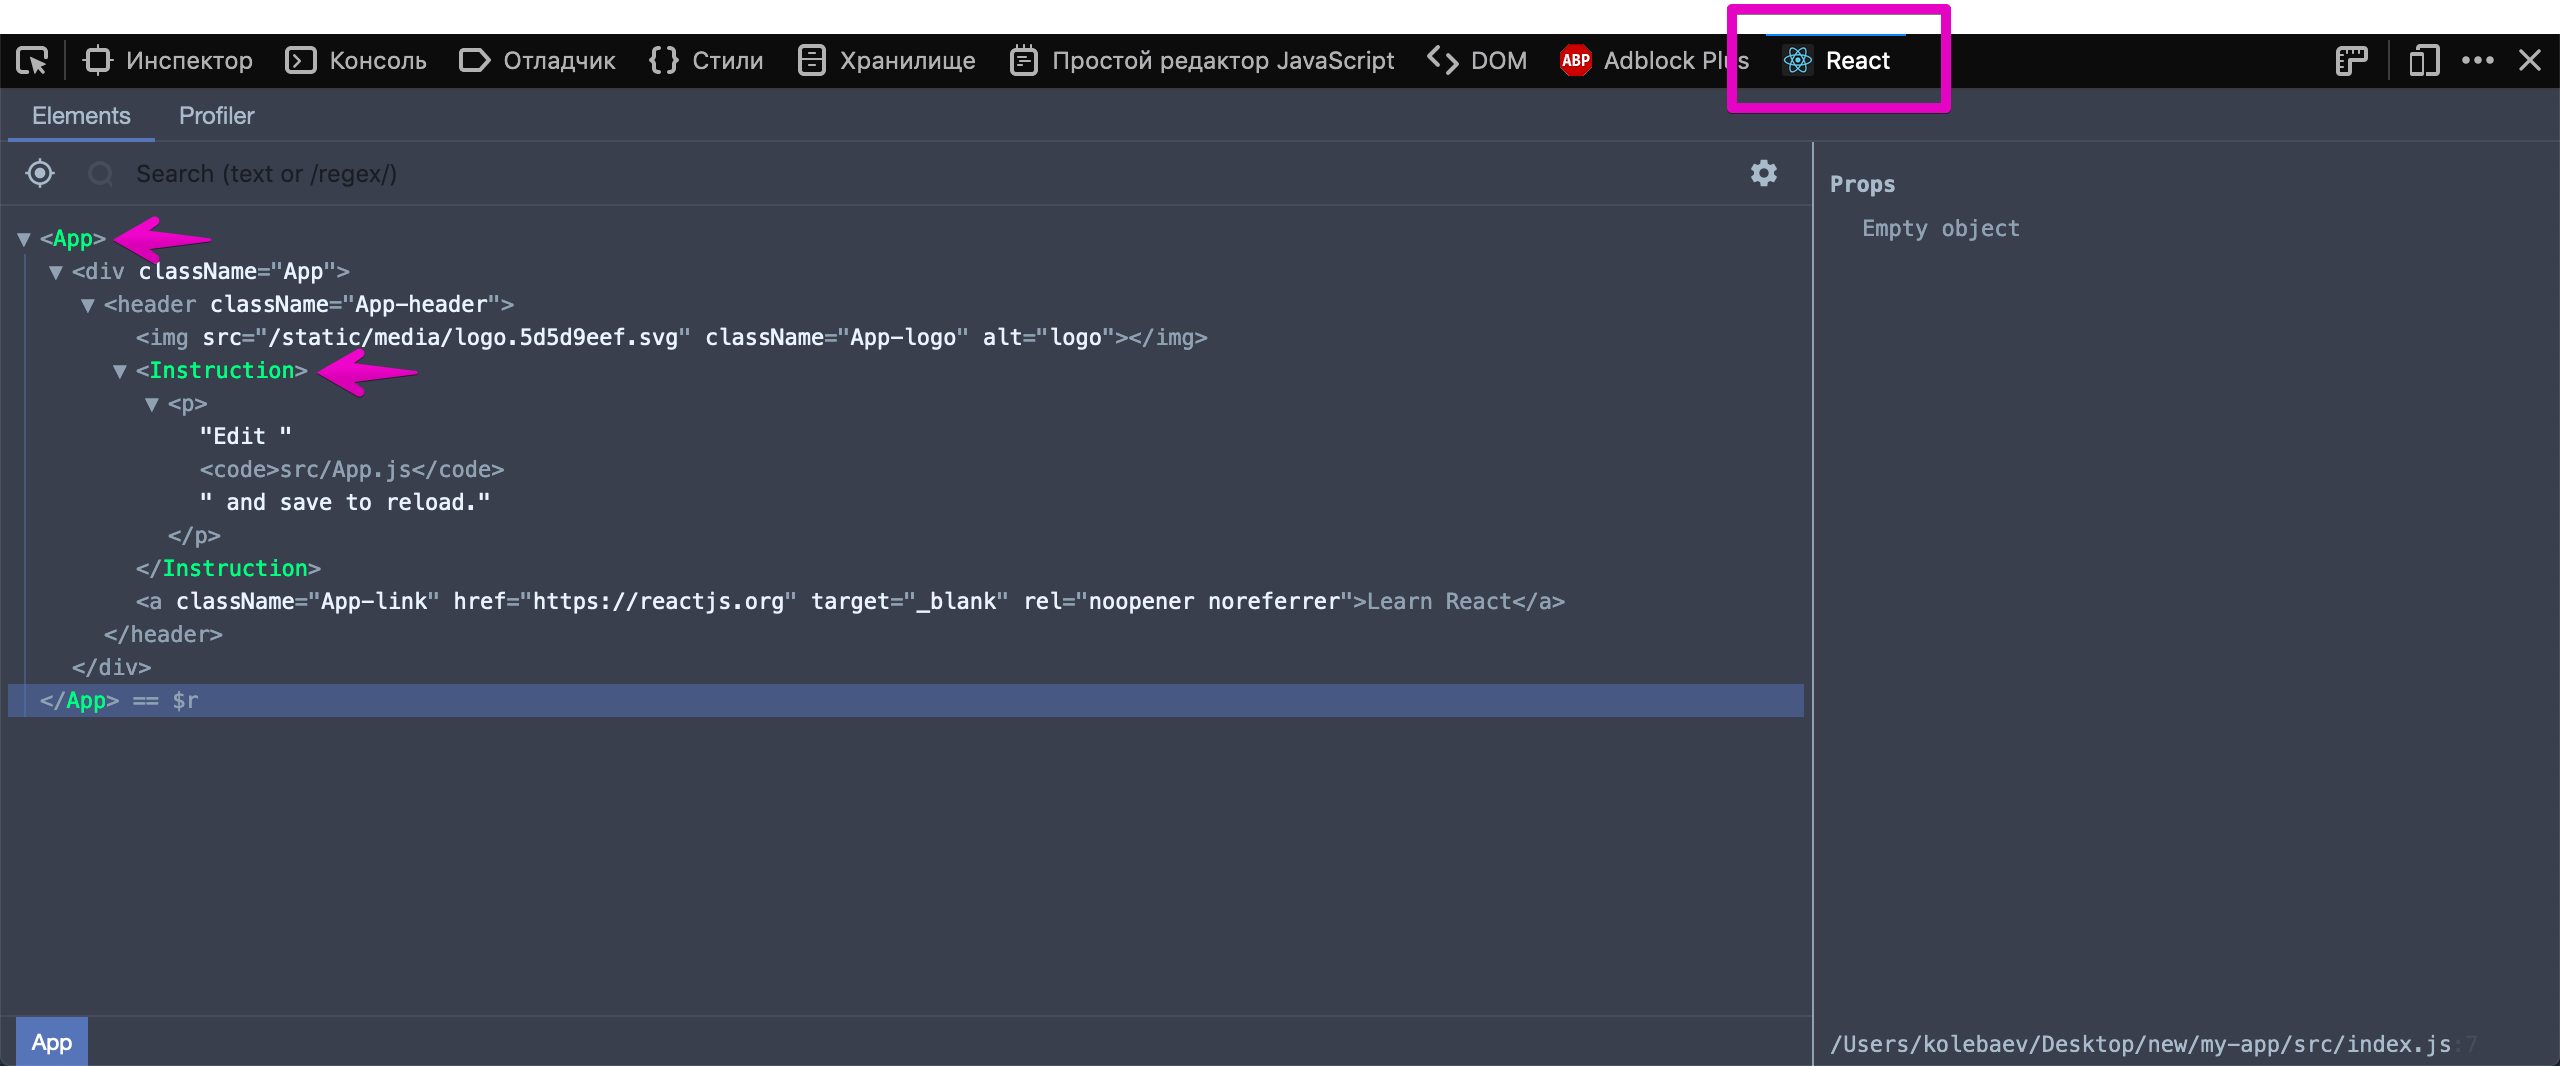 Инспектор Консоль Отладчик Стили Хранилище Простой редактор JavaScript DOM ABP Adblock Plus React
Elements Profiler
Search (text or /regex/)
Props
Empty object
▼ <App>
▼ <div className="App">
▼ <header className="App-header">
<img src="/static/media/logo.5d5d9eef.svg" className="App-logo" alt="logo"></img>
▼ <Instruction>
▼ <p>
"Edit "
<code>src/App.js</code>
" and save to reload."
</p>
</Instruction>
<a className="App-link" href="https://reactjs.org" target="_blank" rel="noopener noreferrer">Learn React</a>
</header>
</div>
</App> == $r
App
/Users/kolebaev/Desktop/new/my-app/src/index.js:7